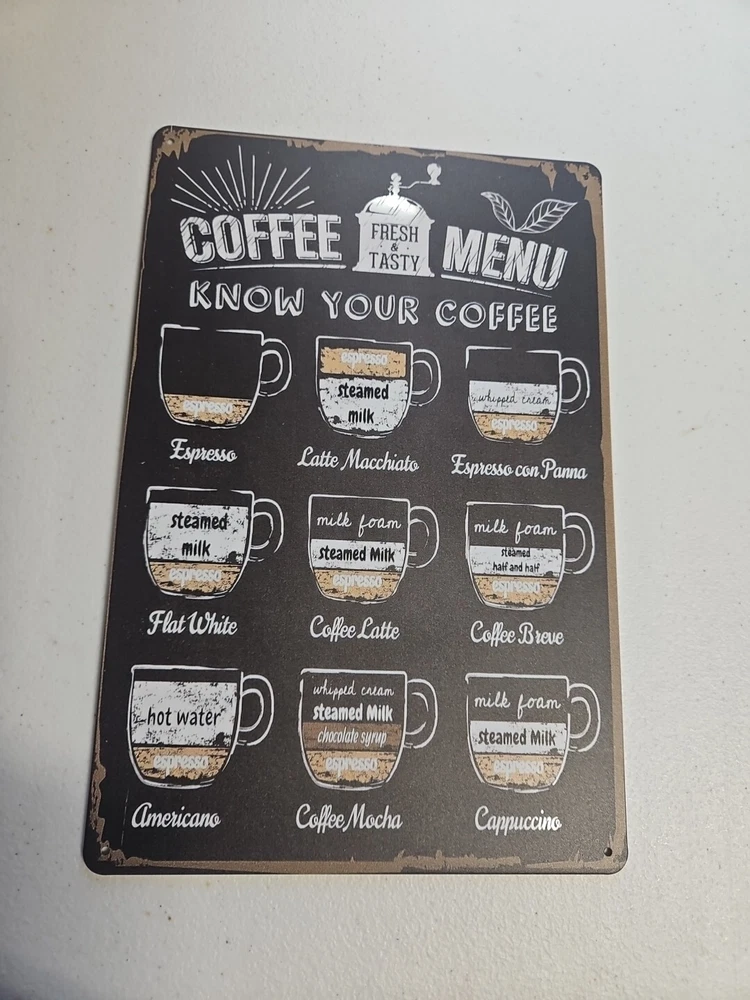 COFFEE
FRESH
&
TASTY
MENU
KNOW YOUR COFFEE
espresso
Espresso
espresso
steamed
milk
Latte Macchiato
whipped cream
espresso
Espresso con Panna
steamed
milk
espresso
Flat White
milk foam
steamed Milk
espresso
Coffee Latte
milk foam
steamed
half and half
espresso
Coffee Breve
hot water
espresso
Americano
whipped cream
steamed Milk
chocolate syrup
espresso
Coffee Mocha
milk foam
steamed Milk
espresso
Cappuccino